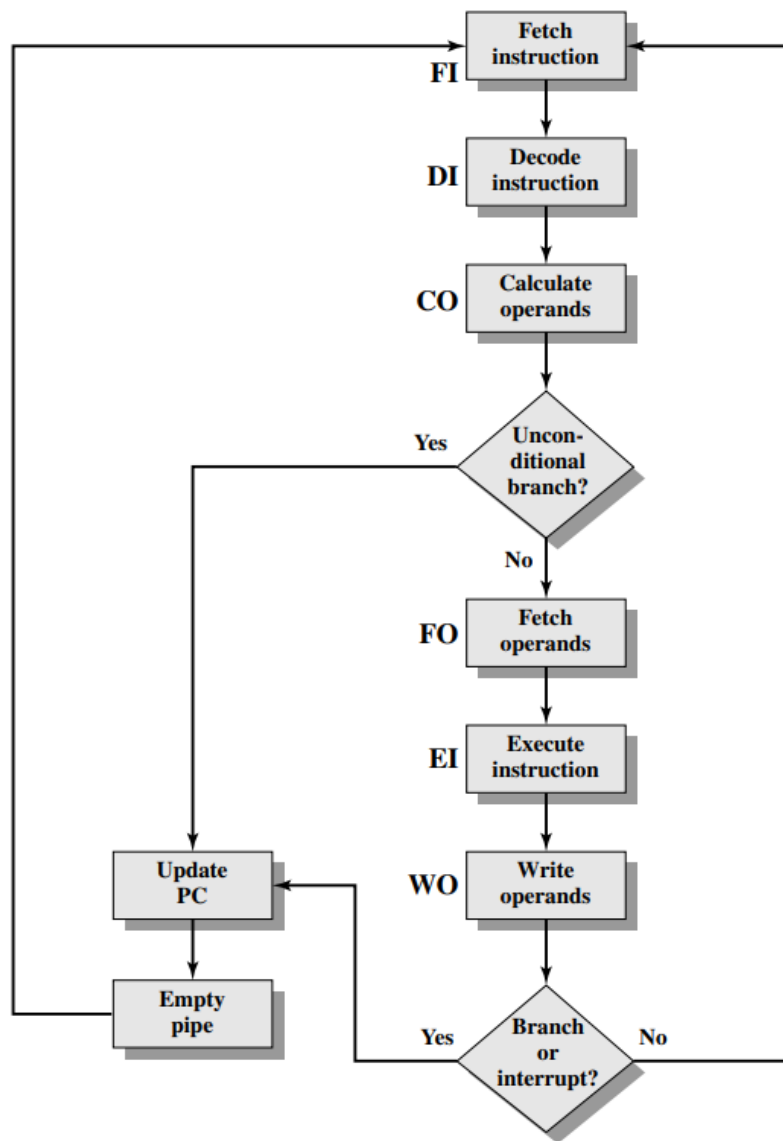 Fetch
instruction
FI
Decode
instruction
DI
Calculate
operands
CO
Yes
Uncon-
ditional
branch?
No
Fetch
operands
FO
Execute
instruction
EI
Update
PC
Write
operands
WO
Empty
pipe
Yes
Branch
or
interrupt?
No